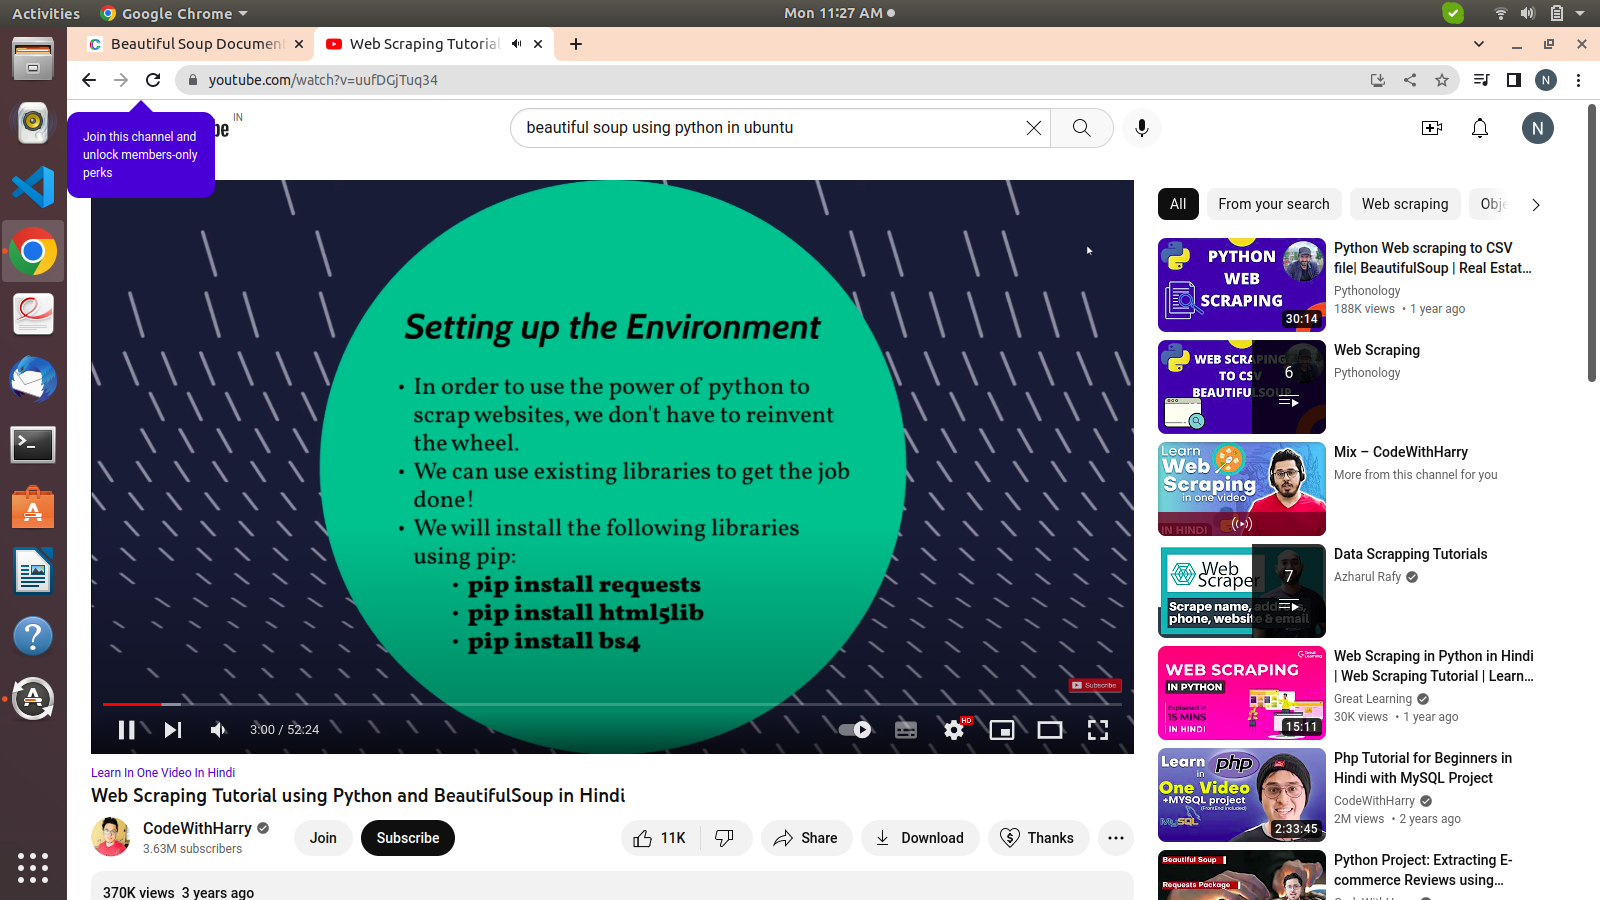 Activities
Google Chrome
Mon 11:27 AM
Beautiful Soup Document
Web Scraping Tutorial
youtube.com/watch?v=uufDGjTuq34
N
Join this channel and
unlock members-only
perks
IN
beautiful soup using python in ubuntu
N
Setting up the Environment
• In order to use the power of python to
scrap websites, we don't have to reinvent
the wheel.
• We can use existing libraries to get the job
done!
• We will install the following libraries
using pip:
• pip install requests
• pip install html5lib
• pip install bs4
Subscribe
3:00 / 52:24
HD
Learn In One Video In Hindi
Web Scraping Tutorial using Python and BeautifulSoup in Hindi
CodeWithHarry
3.63M subscribers
Join
Subscribe
11K
Share
Download
Thanks
370K views 3 years ago
All
From your search
Web scraping
Obje
PYTHON
WEB
SCRAPING
30:14
Python Web scraping to CSV
file| BeautifulSoup | Real Estat...
Pythonology
188K views • 1 year ago
WEB SCRAPING
TO CSV
BEAUTIFULSOUP
6
Web Scraping
Pythonology
Learn
Web
Scraping
in one video
IN HINDI
Mix – CodeWithHarry
More from this channel for you
Web
Scraper
7
Scrape name, address,
phone, website & email
Data Scrapping Tutorials
Azharul Rafy
Great Learning
WEB SCRAPING
IN PYTHON
Explained in
15 MINS
IN HINDI
15:11
Web Scraping in Python in Hindi
| Web Scraping Tutorial | Learn...
Great Learning
30K views • 1 year ago
Learn php
in
One Video
+MYSQL project
(FrontEnd included)
MySQL
2:33:45
Php Tutorial for Beginners in
Hindi with MySQL Project
CodeWithHarry
2M views • 2 years ago
Beautiful Soup
Requests Package
Python Project: Extracting E-
commerce Reviews using...